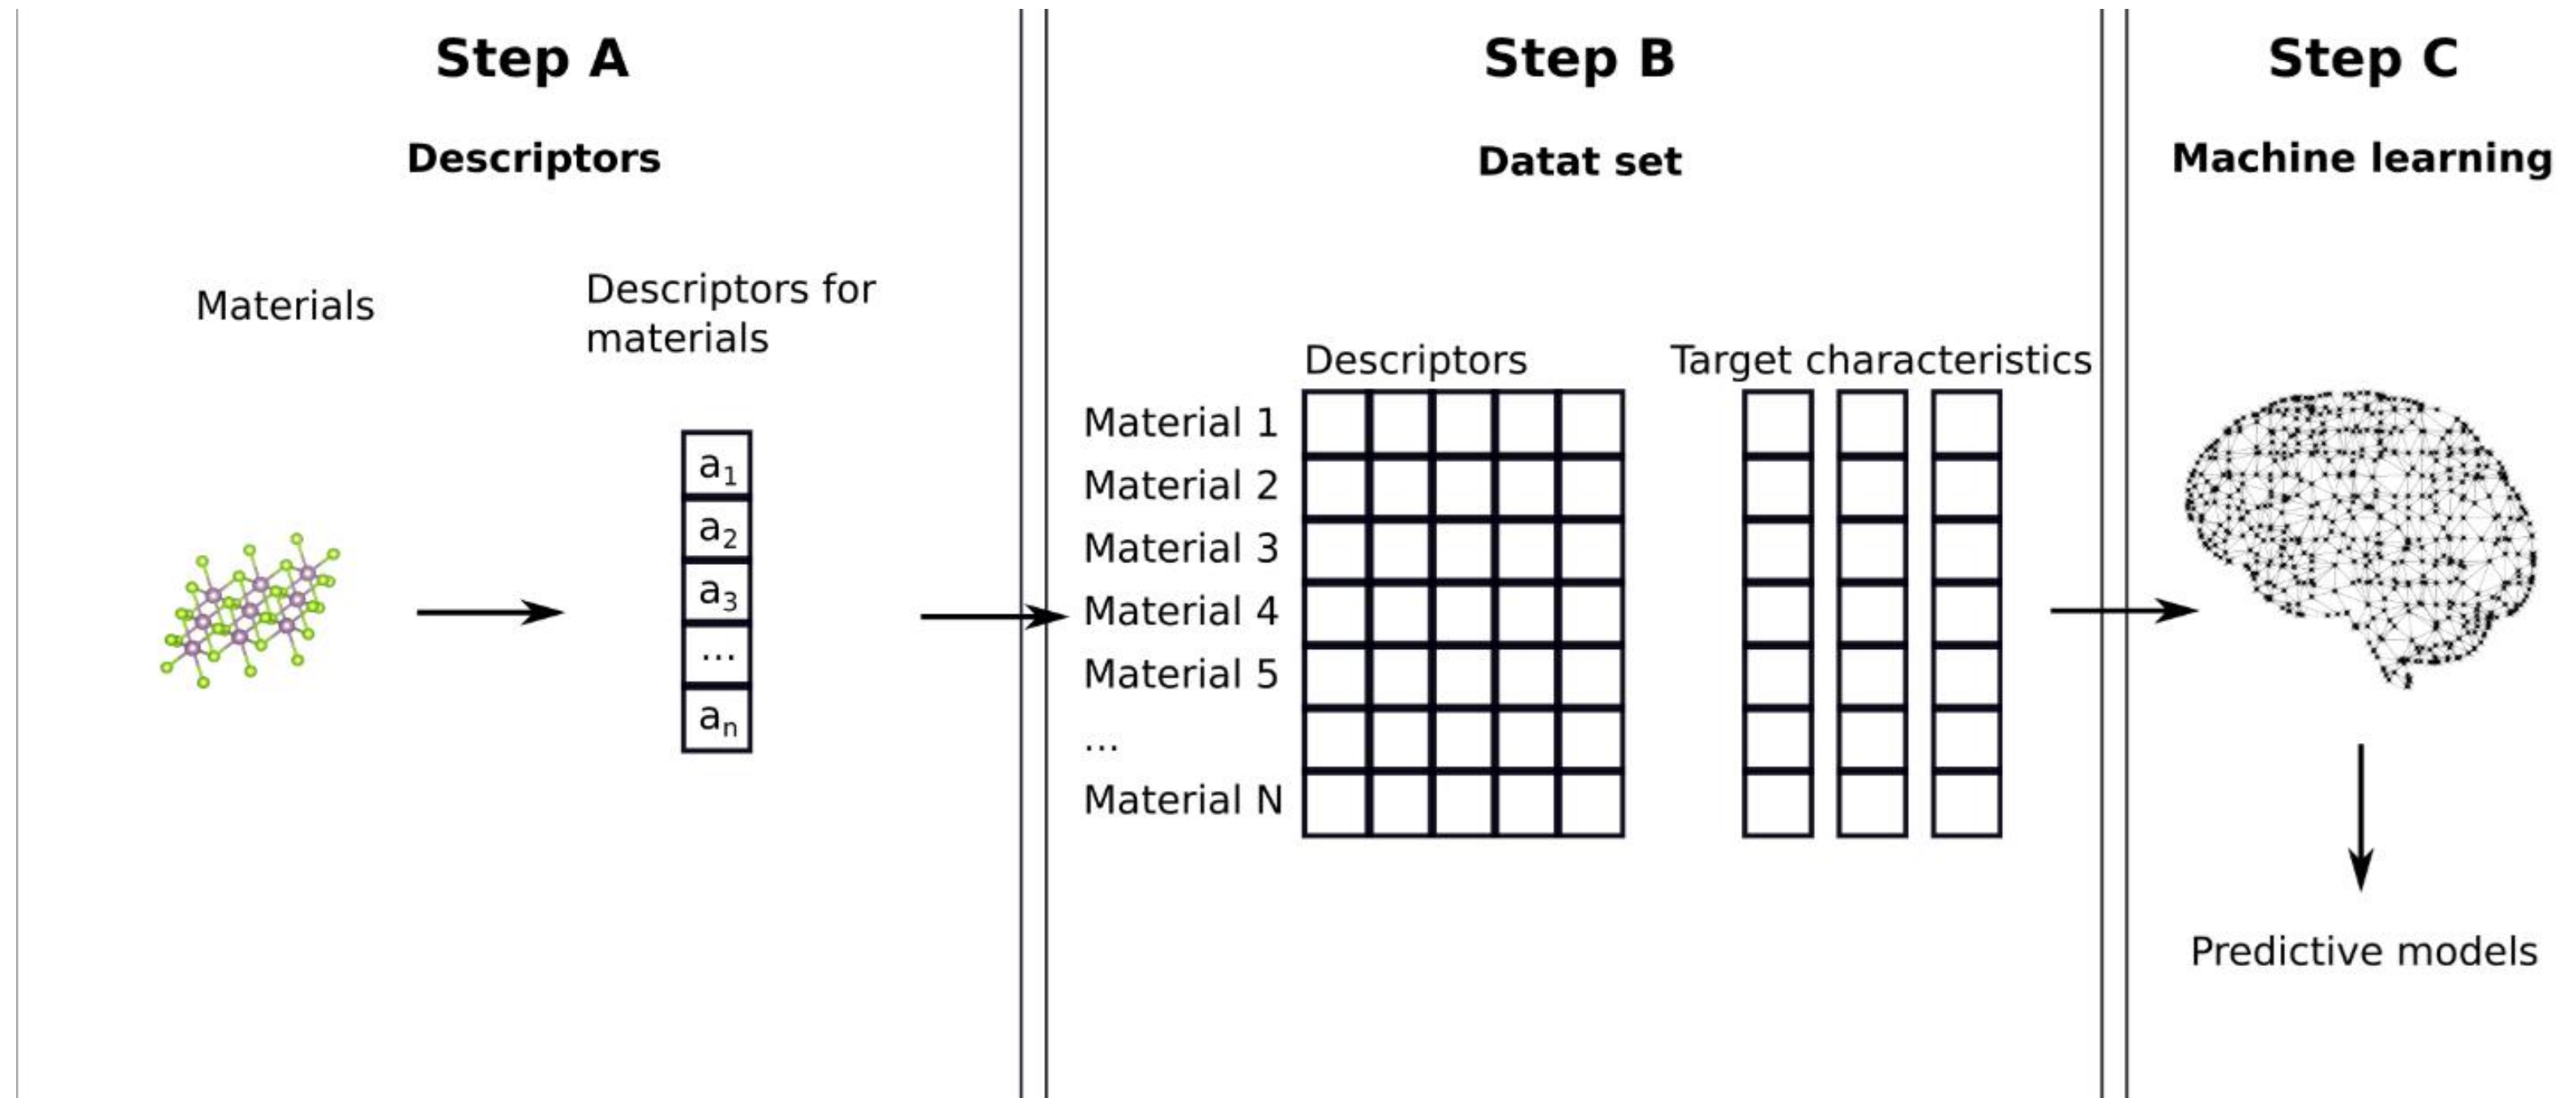 Step A
Descriptors
Materials
Descriptors for
materials
a1
a2
a3
...
an
Step B
Datat set
Descriptors
Target characteristics
Material 1
Material 2
Material 3
Material 4
Material 5
...
Material N
Step C
Machine learning
Predictive models